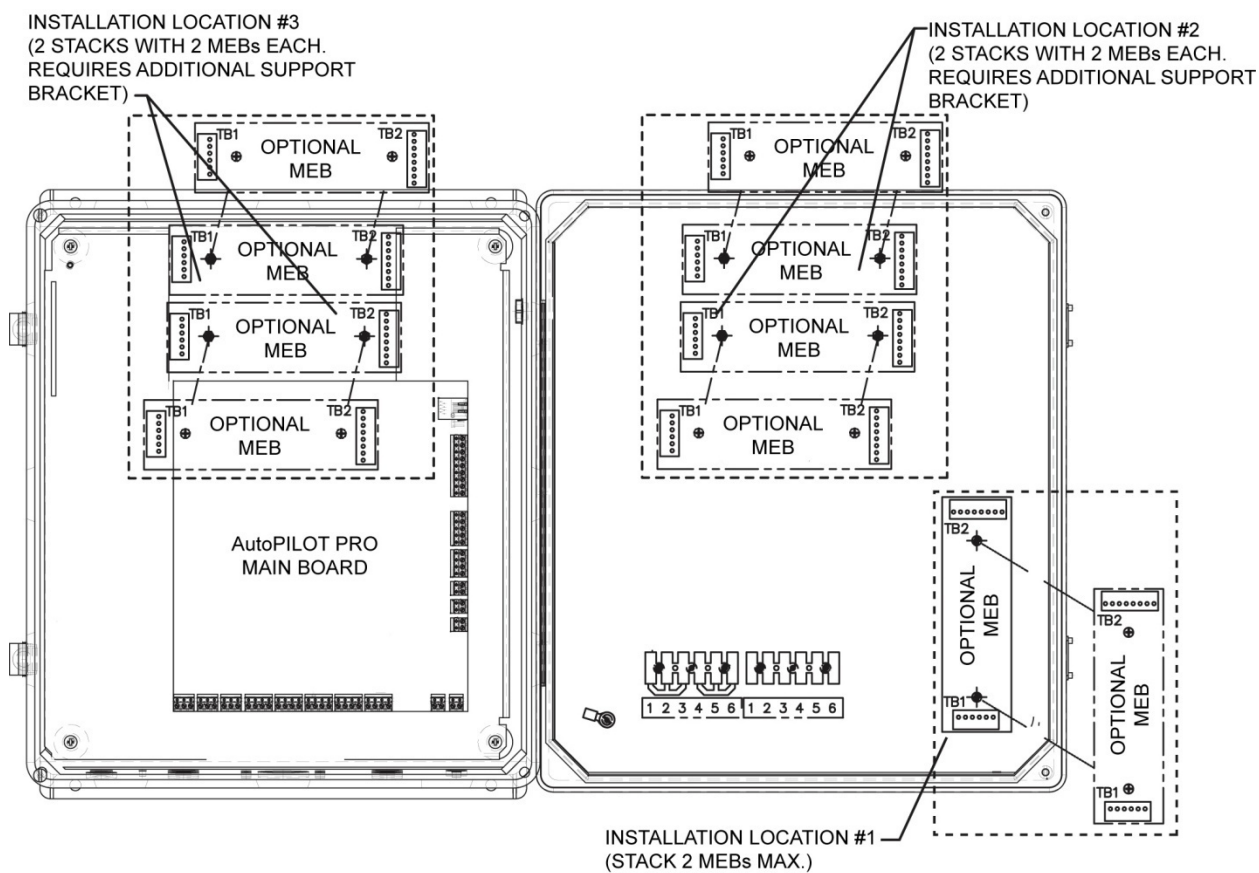 INSTALLATION LOCATION #3
(2 STACKS WITH 2 MEBs EACH.
REQUIRES ADDITIONAL SUPPORT
BRACKET)
INSTALLATION LOCATION #2
(2 STACKS WITH 2 MEBs EACH.
REQUIRES ADDITIONAL SUPPORT
BRACKET)
TB1
OPTIONAL
MEB
TB2
TB1
OPTIONAL
MEB
TB2
TB1
OPTIONAL
MEB
TB2
TB1
OPTIONAL
MEB
TB2
AutoPILOT PRO
MAIN BOARD
TB1
OPTIONAL
MEB
TB2
TB1
OPTIONAL
MEB
TB2
TB1
OPTIONAL
MEB
TB2
TB1
OPTIONAL
MEB
TB2
TB2
OPTIONAL
MEB
TB1
TB2
OPTIONAL
MEB
TB1
1 2 3 4 5 6
1 2 3 4 5 6
INSTALLATION LOCATION #1
(STACK 2 MEBs MAX.)